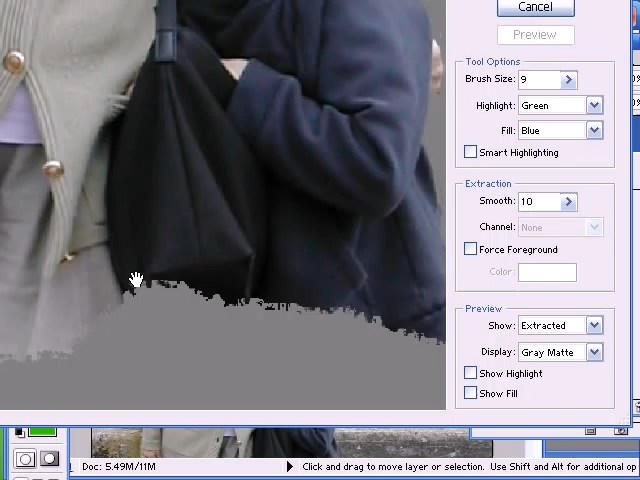 Cancel
Preview
Tool Options
Brush Size: 9
Highlight: Green
Fill: Blue
Smart Highlighting
Extraction
Smooth: 10
Channel: None
Force Foreground
Color:
Preview
Show: Extracted
Display: Gray Matte
Show Highlight
Show Fill
Doc: 5.49M/11M
Click and drag to move layer or selection. Use Shift and Alt for additional op